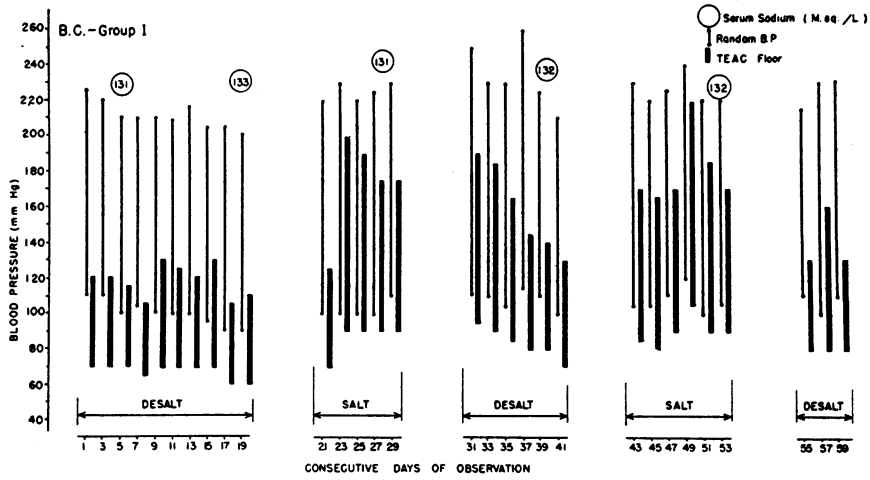 B.C.-Group I
Serum Sodium ( M. eq. /L )
Random B.P
TEAC Floor
131
133
131
132
132
BLOOD PRESSURE (mm Hg)
260
240
220
200
180
160
140
120
100
80
60
40
DESALT
SALT
DESALT
SALT
DESALT
1 3 5 7 9 11 13 15 17 19 21 23 25 27 29 31 33 35 37 39 41 43 45 47 49 51 53 55 57 59
CONSECUTIVE DAYS OF OBSERVATION